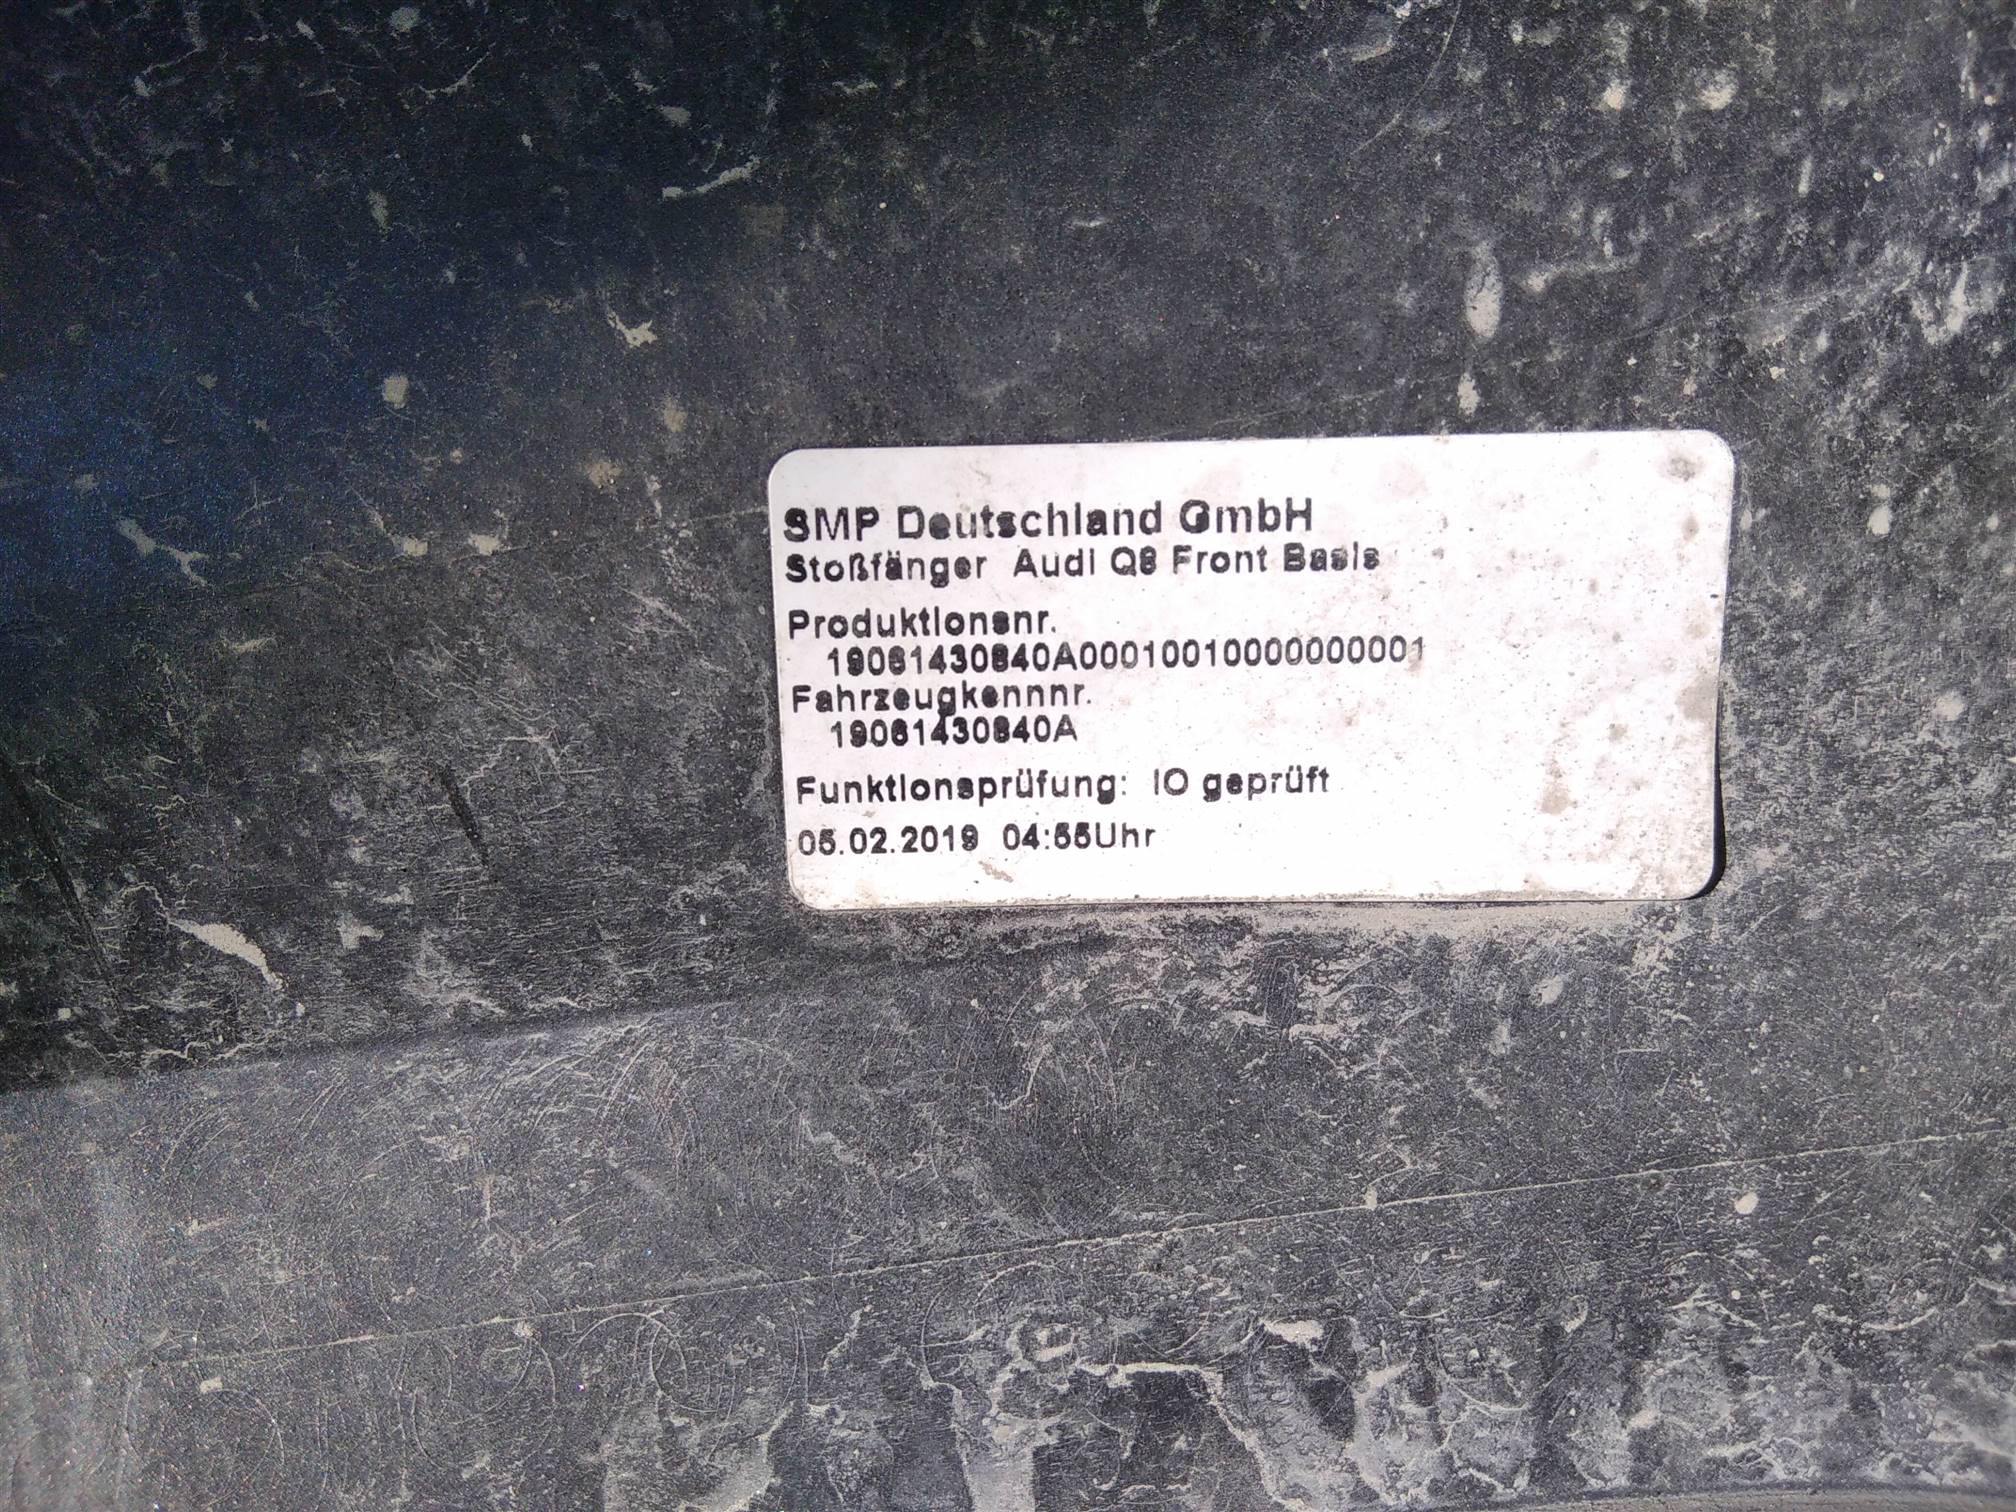 SMP Deutschland GmbH
Stoßfänger Audi Q8 Front Basis
Produktionsnr.
19061430840A000100100000000001
Fahrzeugkennnr.
19061430840A
Funktionsprüfung: IO geprüft
05.02.2019 04:55Uhr